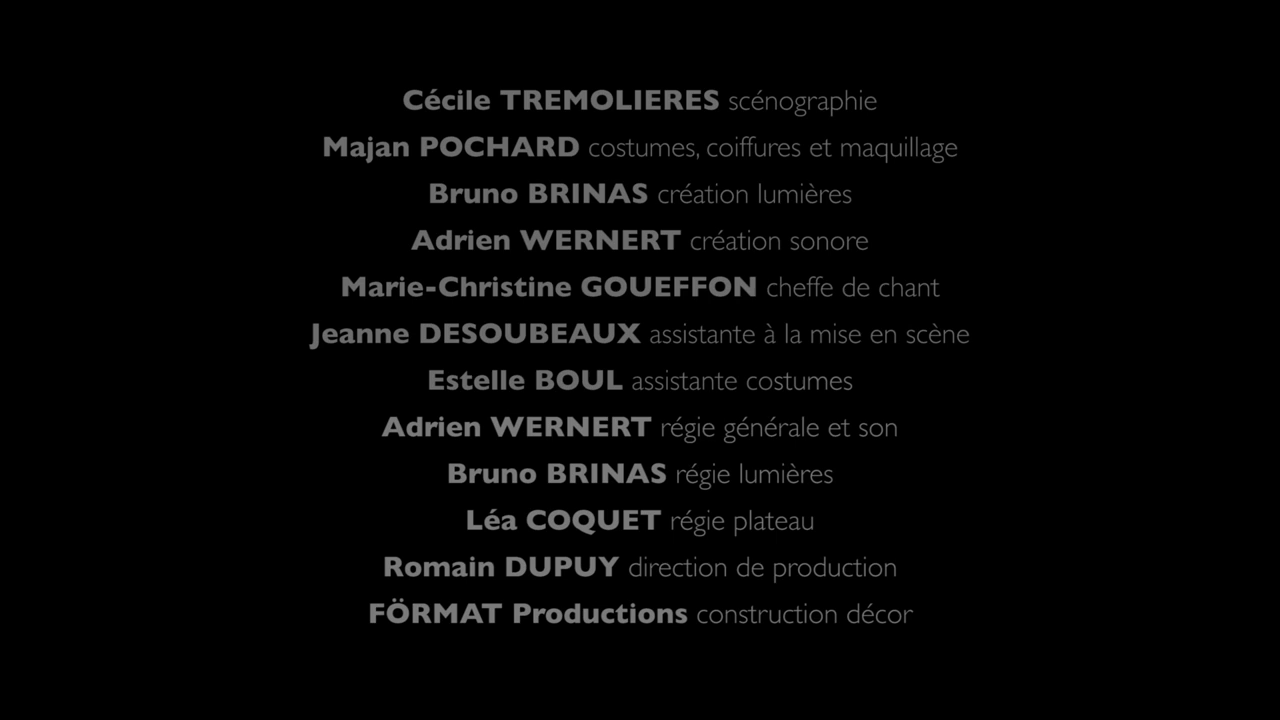 Cécile TREMOLIERES scénographie
Majan POCHARD costumes, coiffures et maquillage
Bruno BRINAS création lumières
Adrien WERNERT création sonore
Marie-Christine GOUEFFON cheffe de chant
Jeanne DESOUBEAUX assistante à la mise en scène
Estelle BOUL assistante costumes
Adrien WERNERT régie générale et son
Bruno BRINAS régie lumières
Léa COQUET régie plateau
Romain DUPUY direction de production
FÖRMAT Productions construction décor